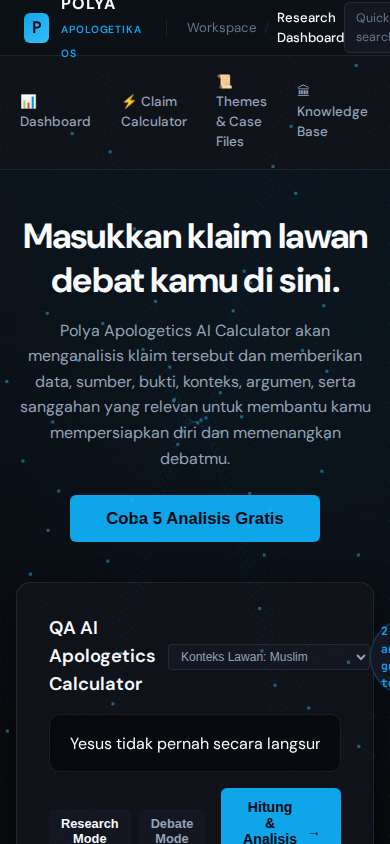 P
POLYA
APOLOGETIKA
OS
Workspace
/
Research
Dashboard
Quick
search
📊
Dashboard
⚡ Claim
Calculator
📜
Themes
& Case
Files
🏛
Knowledge
Base
Masukkan klaim lawan
debat kamu di sini.
Polya Apologetics AI Calculator akan
menganalisis klaim tersebut dan memberikan
data, sumber, bukti, konteks, argumen, serta
sanggahan yang relevan untuk membantu kamu
mempersiapkan diri dan memenangkan
debatmu.
Coba 5 Analisis Gratis
QA AI
Apologetics
Calculator
Konteks Lawan: Muslim
Yesus tidak pernah secara langsur
Research
Mode
Debate
Mode
Hitung
&
Analisis →